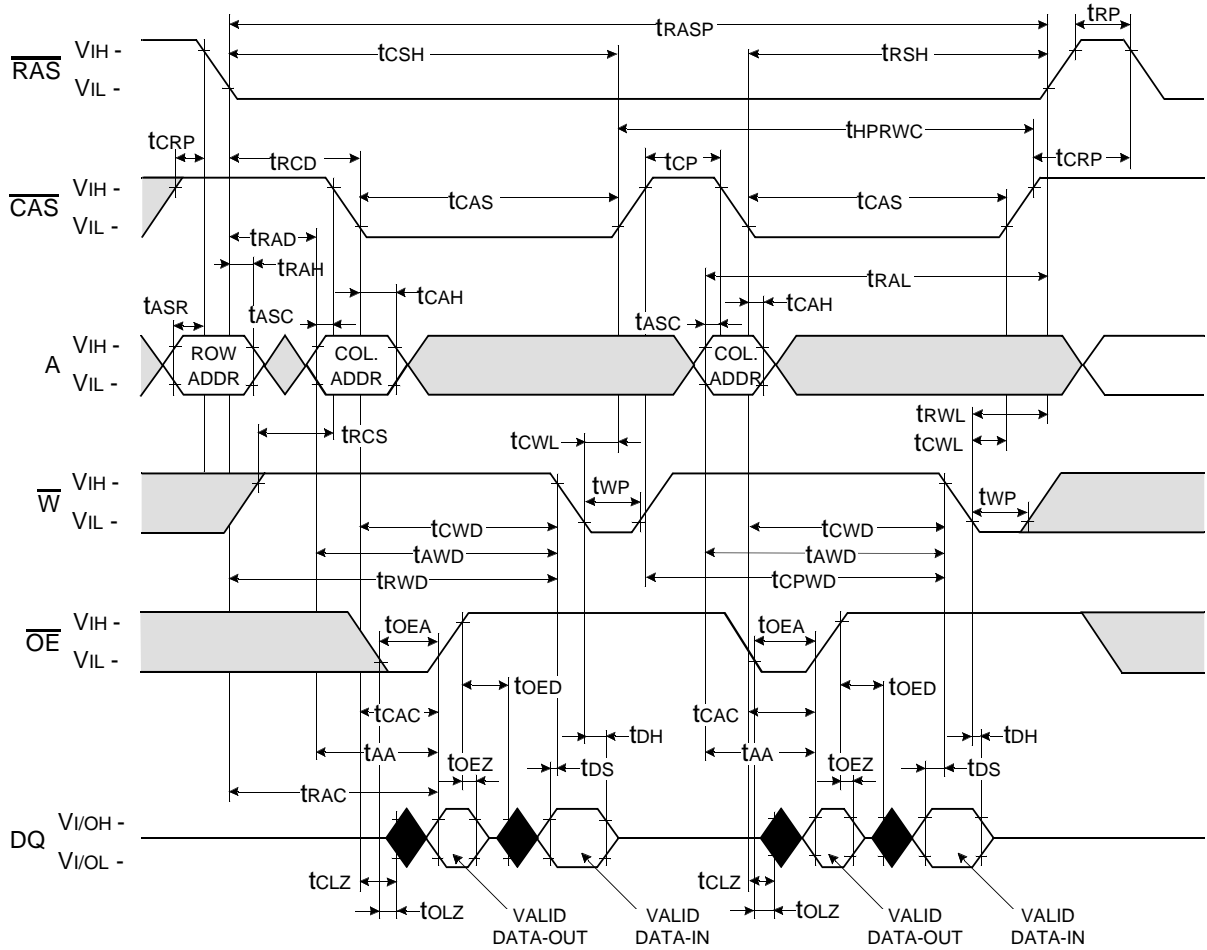 tRP
tRASP
RAS
VIH -
VIL -
tCSH
tRSH
tHPRWC
tCRP
tRCD
tCP
tCRP
CAS
VIH -
VIL -
tCAS
tCAS
tRAD
tRAH
tRAL
tASR
tASC
tCAH
tASC
tCAH
A
VIH -
VIL -
ROW
ADDR
COL.
ADDR
COL.
ADDR
tRCS
tCWL
tRWL
tCWL
W
VIH -
VIL -
tWP
tWP
tCWD
tCWD
tAWD
tAWD
tRWD
tCPWD
OE
VIH -
VIL -
tOEA
tOEA
tOED
tOED
tCAC
tCAC
tDH
tDH
tAA
tOEZ
tDS
tAA
tOEZ
tDS
tRAC
DQ
VI/OH -
VI/OL -
tCLZ
tOLZ
tCLZ
tOLZ
VALID
DATA-OUT
VALID
DATA-IN
VALID
DATA-OUT
VALID
DATA-IN